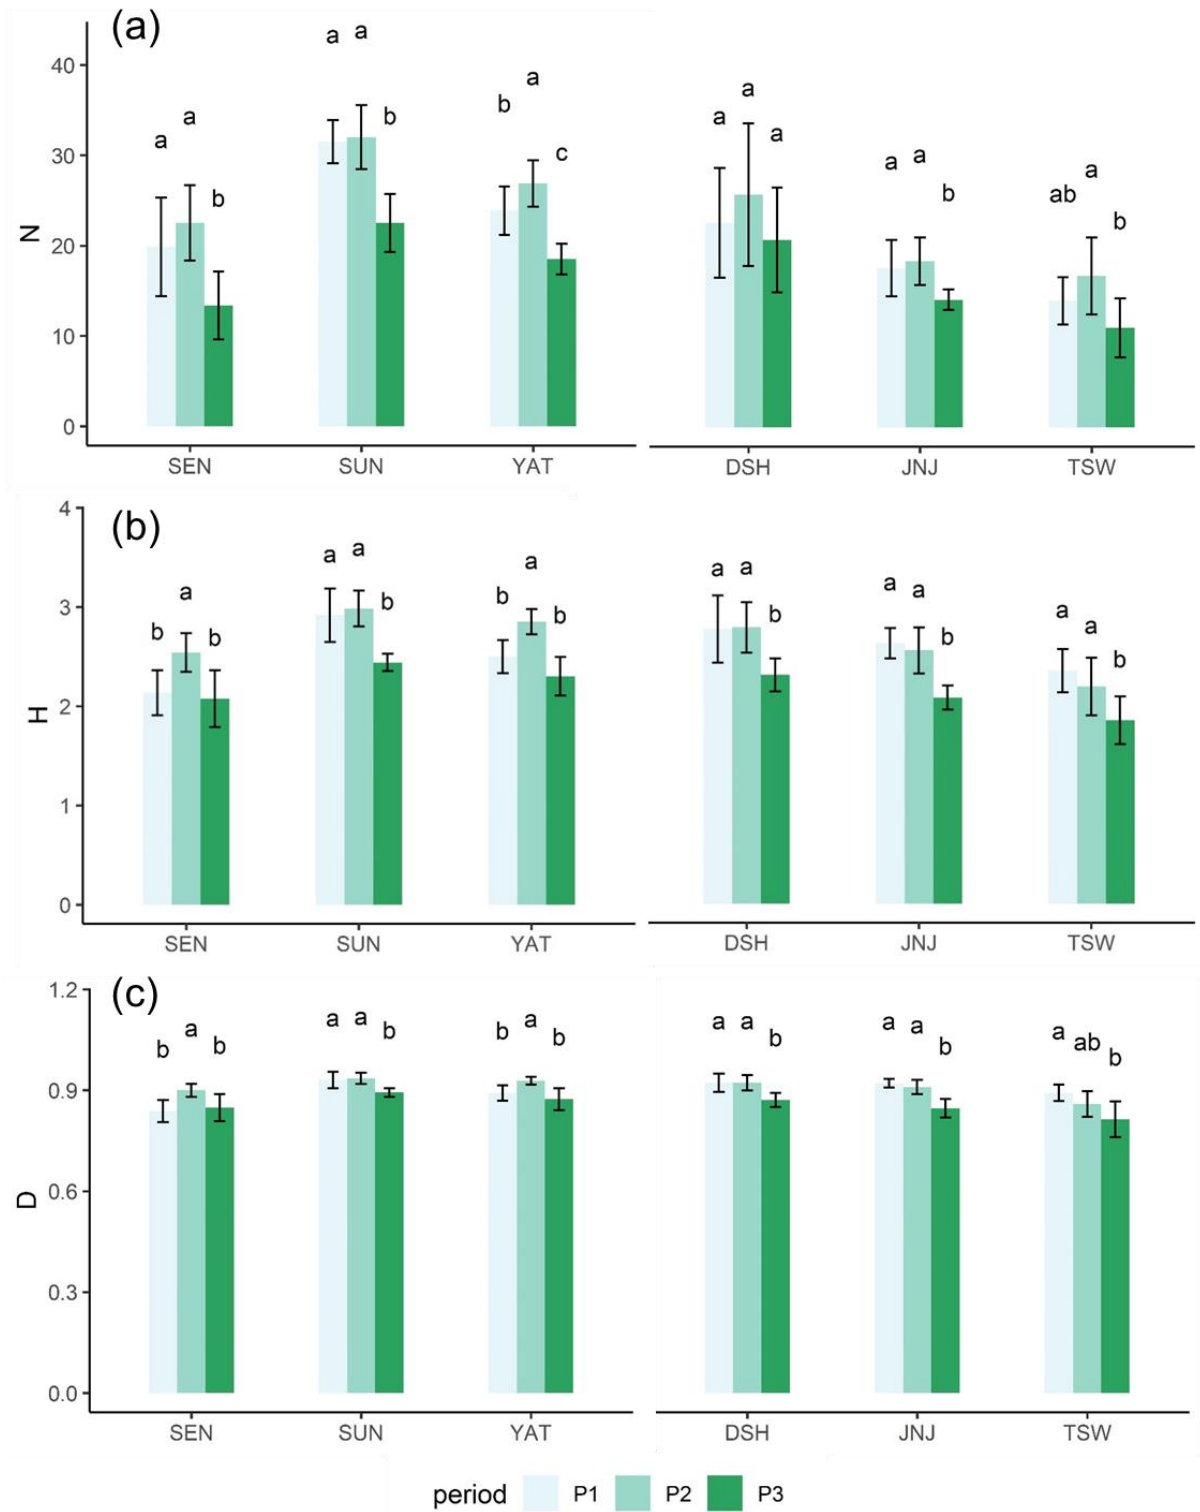 (a)
a a
40
a
a
b
a
b
a
a
a
c
a a
a
a
30
b
ab
b
b
N
20
10
0
SEN SUN YAT DSH JNJ TSW
4
(b)
a a
a
a a
a a
a
b a b
b b b
a a
b b
3
H
2
1
0
SEN SUN YAT DSH JNJ TSW
1.2
(c)
b a b
a a b
b a b
a a b
a a b
a ab b
0.9
D
0.6
0.3
0.0
SEN SUN YAT DSH JNJ TSW
period P1 P2 P3